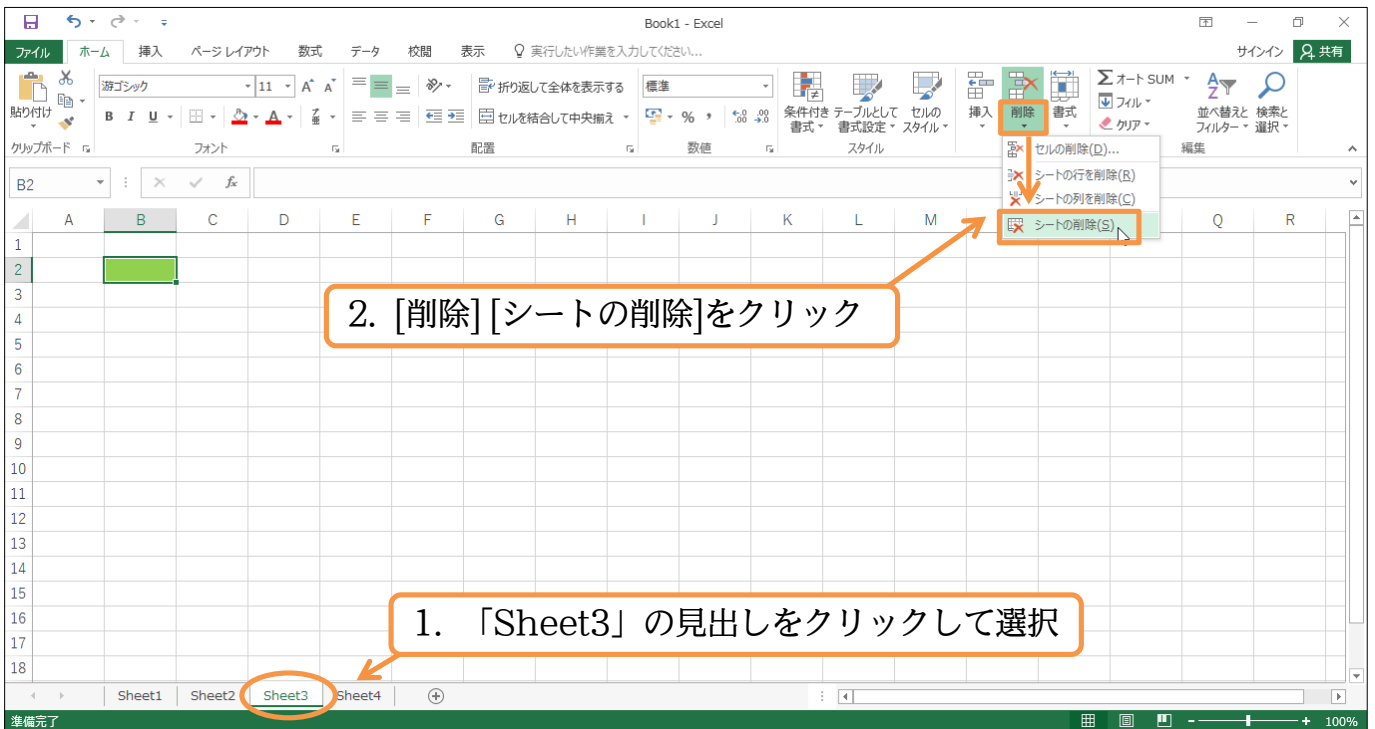 Book1 - Excel
ファイル ホーム 挿入 ページ レイアウト 数式 データ 校閲 表示 実行したい作業を入力してください... サインイン 共有
貼り付け
游ゴシック 11 A A
B I U A
折り返して全体を表示する
セルを結合して中央揃え
標準
% , .00 .0
条件付き書式 テーブルとして書式設定 セルのスタイル
挿入 削除 書式
オート SUM
フィル
クリア
並べ替えと フィルター 検索と 選択
クリップボード フォント 配置 数値 スタイル 編集
セルの削除(D)...
シートの行を削除(R)
シートの列を削除(C)
シートの削除(S)
B2 fx
A B C D E F G H I J K L M Q R
1
2
3
4
5
6
7
8
9
10
11
12
13
14
15
16
17
18
2. [削除] [シートの削除]をクリック
1. 「Sheet3」の見出しをクリックして選択
Sheet1 Sheet2 Sheet3 Sheet4
準備完了 100%